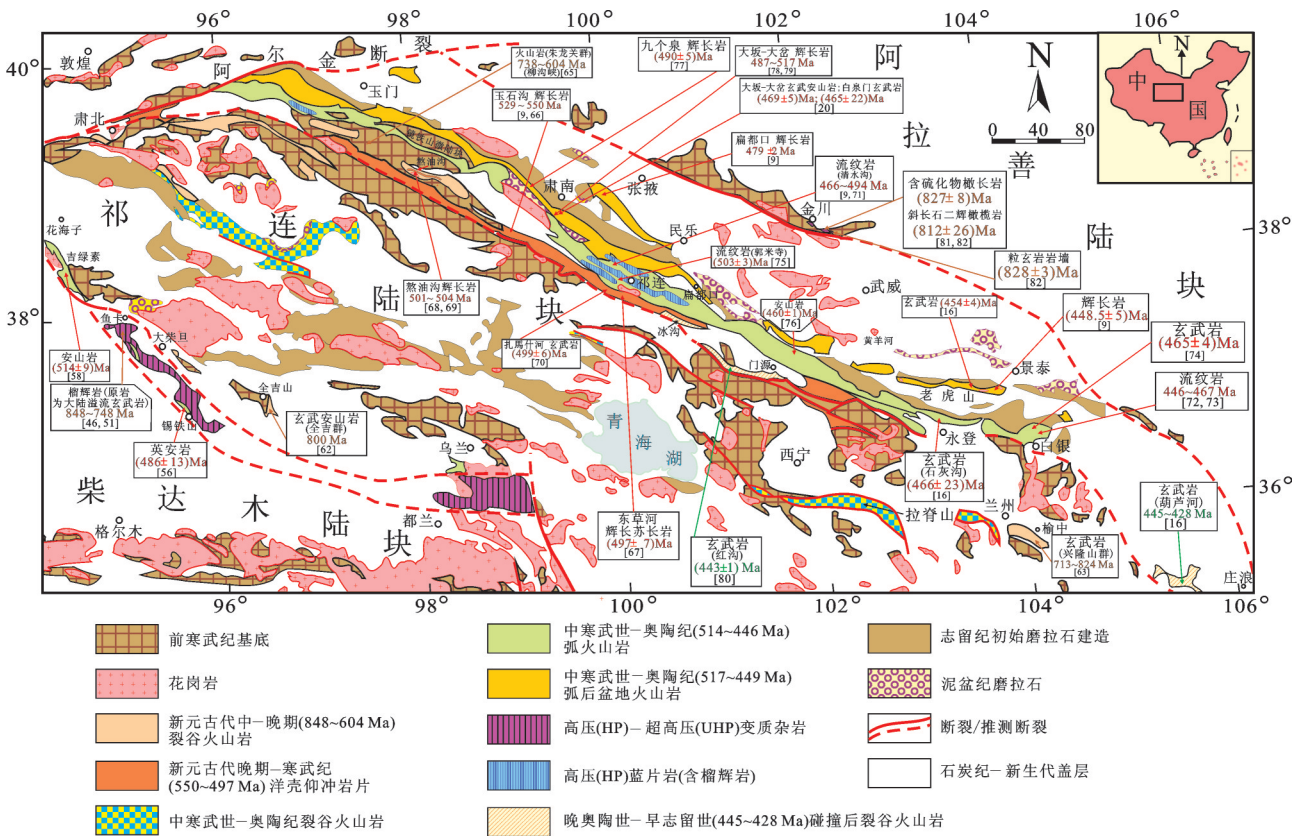 96°
98°
100°
102°
104°
106°
40°
38°
38°
36°
96°
98°
100°
102°
104°
106°
敦煌
阿尔金断裂
玉门
肃北
火山岩(朱龙关群)
738~604 Ma
(柳沟峡)[65]
玉石沟 辉长岩
529~550 Ma
[9, 66]
九个泉 辉长岩
(490±5)Ma
[77]
大坂-大岔 辉长岩
487~517 Ma
[78, 79]
大坂-大岔玄武安山岩;白泉门玄武岩
(469±5)Ma; (465±22)Ma
[20]
扁都口 辉长岩
479 ±2 Ma
[9]
流纹岩
(清水沟)
466~494 Ma
[9, 71]
含硫化物橄长岩
(827± 8)Ma
斜长石二辉橄榄岩
(812±26)Ma
[81, 82]
粒玄岩岩墙
(828±3)Ma
[82]
阿拉善陆块
N
0 40 80
N
中国
熬油沟
肃南
张掖
金川
民乐
祁连陆块
花海子
吉绿素
鱼卡
大柴旦
熬油沟辉长岩
501~504 Ma
[68, 69]
流纹岩(郭米寺)
(503±3)Ma [75]
祁连
扁都口
武威
安山岩
(460±1)Ma
[76]
玄武岩(454±4)Ma
[16]
辉长岩
(448.5±5)Ma
[9]
玄武岩
(465±4)Ma
[74]
流纹岩
446~467 Ma
[72, 73]
安山岩
(514±9)Ma
[58]
榴辉岩(原岩
为大陆溢流玄武岩)
848~748 Ma
[46, 51]
锡铁山
英安岩
(486±13)Ma
[56]
全吉山
玄武安山岩
(全吉群)
800 Ma
[62]
扎馬什河 玄武岩
(499±6)Ma
[70]
冰沟
门源
黄羊河
景泰
老虎山
永登
白银
青海湖
西宁
乌兰
都兰
格尔木
柴达木陆块
东草河
辉长苏长岩
(497± 7)Ma
[67]
玄武岩
(红沟)
(443±1) Ma
[80]
玄武岩
(石灰沟)
(466±23)Ma
[16]
拉脊山
兰州
榆中
玄武岩
(兴隆山群)
713~824 Ma
[63]
玄武岩
(葫芦河)
445~428 Ma
[16]
庄浪
前寒武纪基底
花岗岩
新元古代中–晚期(848~604 Ma)
裂谷火山岩
新元古代晚期–寒武纪
(550~497 Ma)洋壳仰冲岩片
中寒武世–奥陶纪裂谷火山岩
中寒武世–奥陶纪(514~446 Ma)
弧火山岩
中寒武世–奥陶纪(517~449 Ma)
弧后盆地火山岩
高压(HP)–超高压(UHP)变质杂岩
高压(HP)蓝片岩(含榴辉岩)
晚奥陶世–早志留世(445~428 Ma)碰撞后裂谷火山岩
志留纪初始磨拉石建造
泥盆纪磨拉石
断裂/推测断裂
石炭纪–新生代盖层